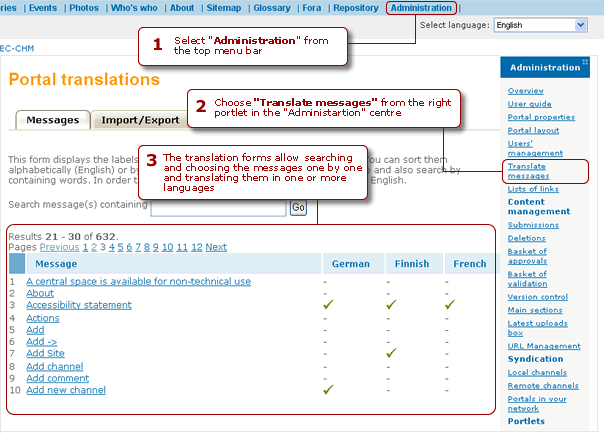 ries | Events | Photos | Who's who | About | Sitemap | Glossary | Fora | Repository | Administration |
Select language: English
EC-CHM
1 Select "Administration" from
the top menu bar
Portal translations
Administration
Overview
User guide
Portal properties
Portal layout
Users'
management
Translate
messages
Lists of links
Content
management
Submissions
Deletions
Basket of
approvals
Basket of
validation
Version control
Main sections
Latest uploads
box
URL Management
Syndication
Local channels
Remote channels
Portals in your
network
Portlets
2 Choose "Translate messages" from the right
portlet in the "Administartion" centre
Messages Import/Export
3 The translation forms allow searching
and choosing the messages one by one
and translating them in one or more
languages
This form displays the labels You can sort them
alphabetically (English) or by and also search by
containing words. In order t English.
Search message(s) containing Go
Results 21 - 30 of 632.
Pages Previous 1 2 3 4 5 6 7 8 9 10 11 12 Next
Message German Finnish French
1 A central space is available for non-technical use - - -
2 About - - -
3 Accessibility statement
4 Actions - - -
5 Add - - -
6 Add -> - - -
7 Add Site - -
8 Add channel - - -
9 Add comment - - -
10 Add new channel - -